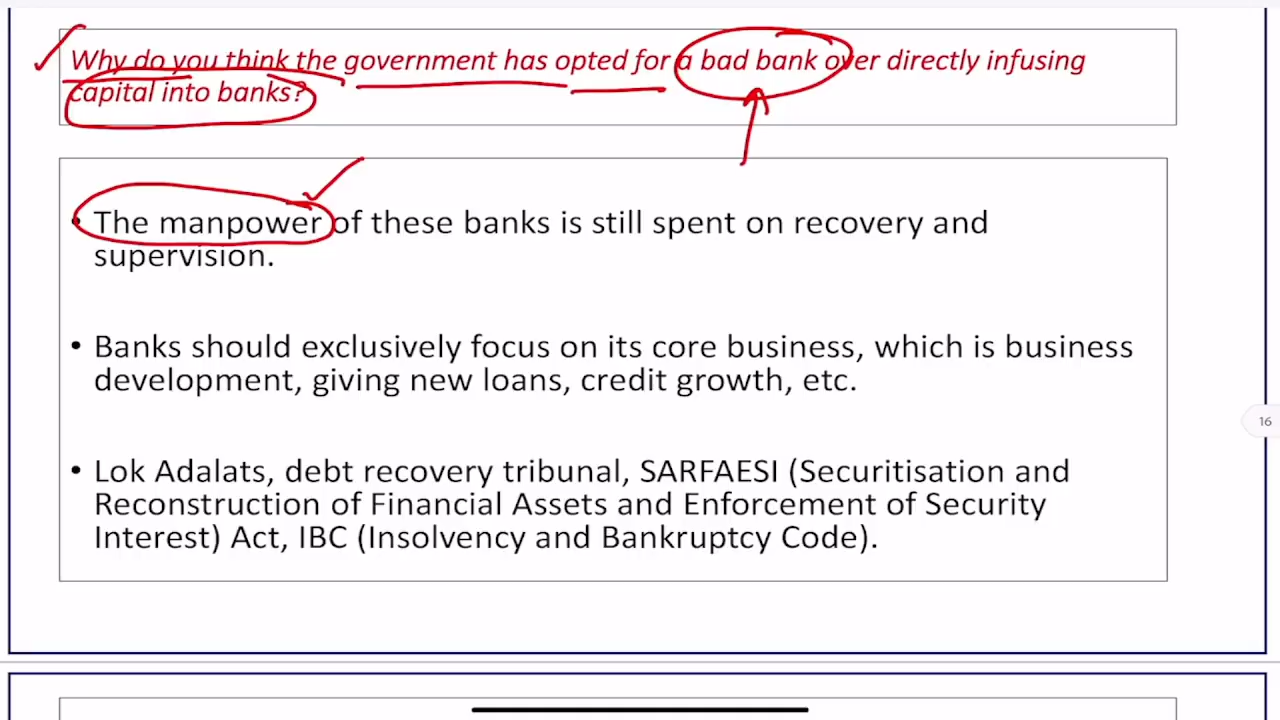 Why do you think the government has opted for a bad bank over directly infusing
capital into banks?
• The manpower of these banks is still spent on recovery and
supervision.
• Banks should exclusively focus on its core business, which is business
development, giving new loans, credit growth, etc.
• Lok Adalats, debt recovery tribunal, SARFAESI (Securitisation and
Reconstruction of Financial Assets and Enforcement of Security
Interest) Act, IBC (Insolvency and Bankruptcy Code).
16